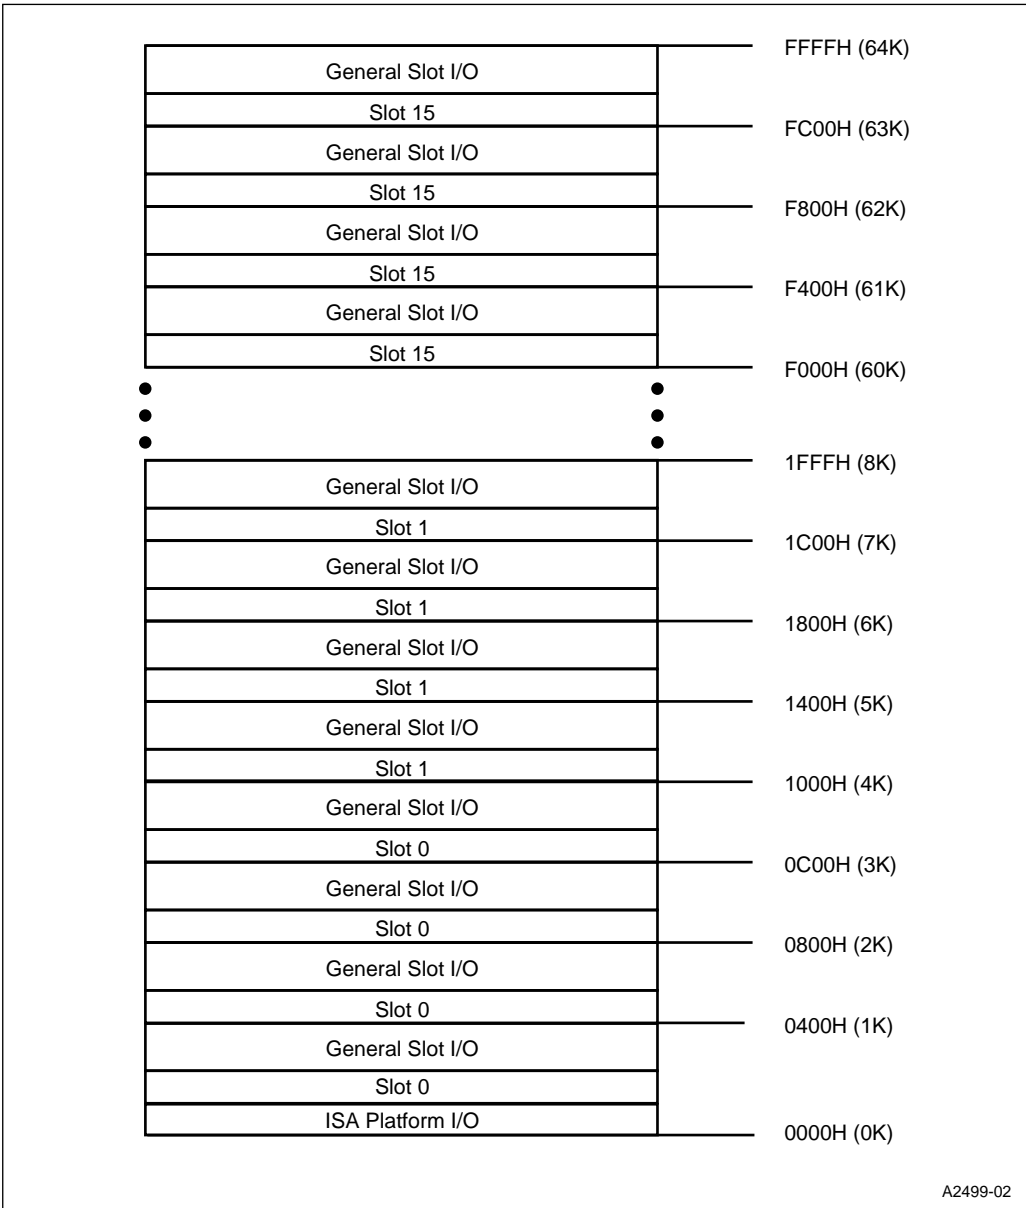 FFFFH (64K)
General Slot I/O
Slot 15
FC00H (63K)
General Slot I/O
Slot 15
F800H (62K)
General Slot I/O
Slot 15
F400H (61K)
General Slot I/O
Slot 15
F000H (60K)
1FFFH (8K)
General Slot I/O
Slot 1
1C00H (7K)
General Slot I/O
Slot 1
1800H (6K)
General Slot I/O
Slot 1
1400H (5K)
General Slot I/O
Slot 1
1000H (4K)
General Slot I/O
Slot 0
0C00H (3K)
General Slot I/O
Slot 0
0800H (2K)
General Slot I/O
Slot 0
0400H (1K)
General Slot I/O
Slot 0
ISA Platform I/O
0000H (0K)
A2499-02